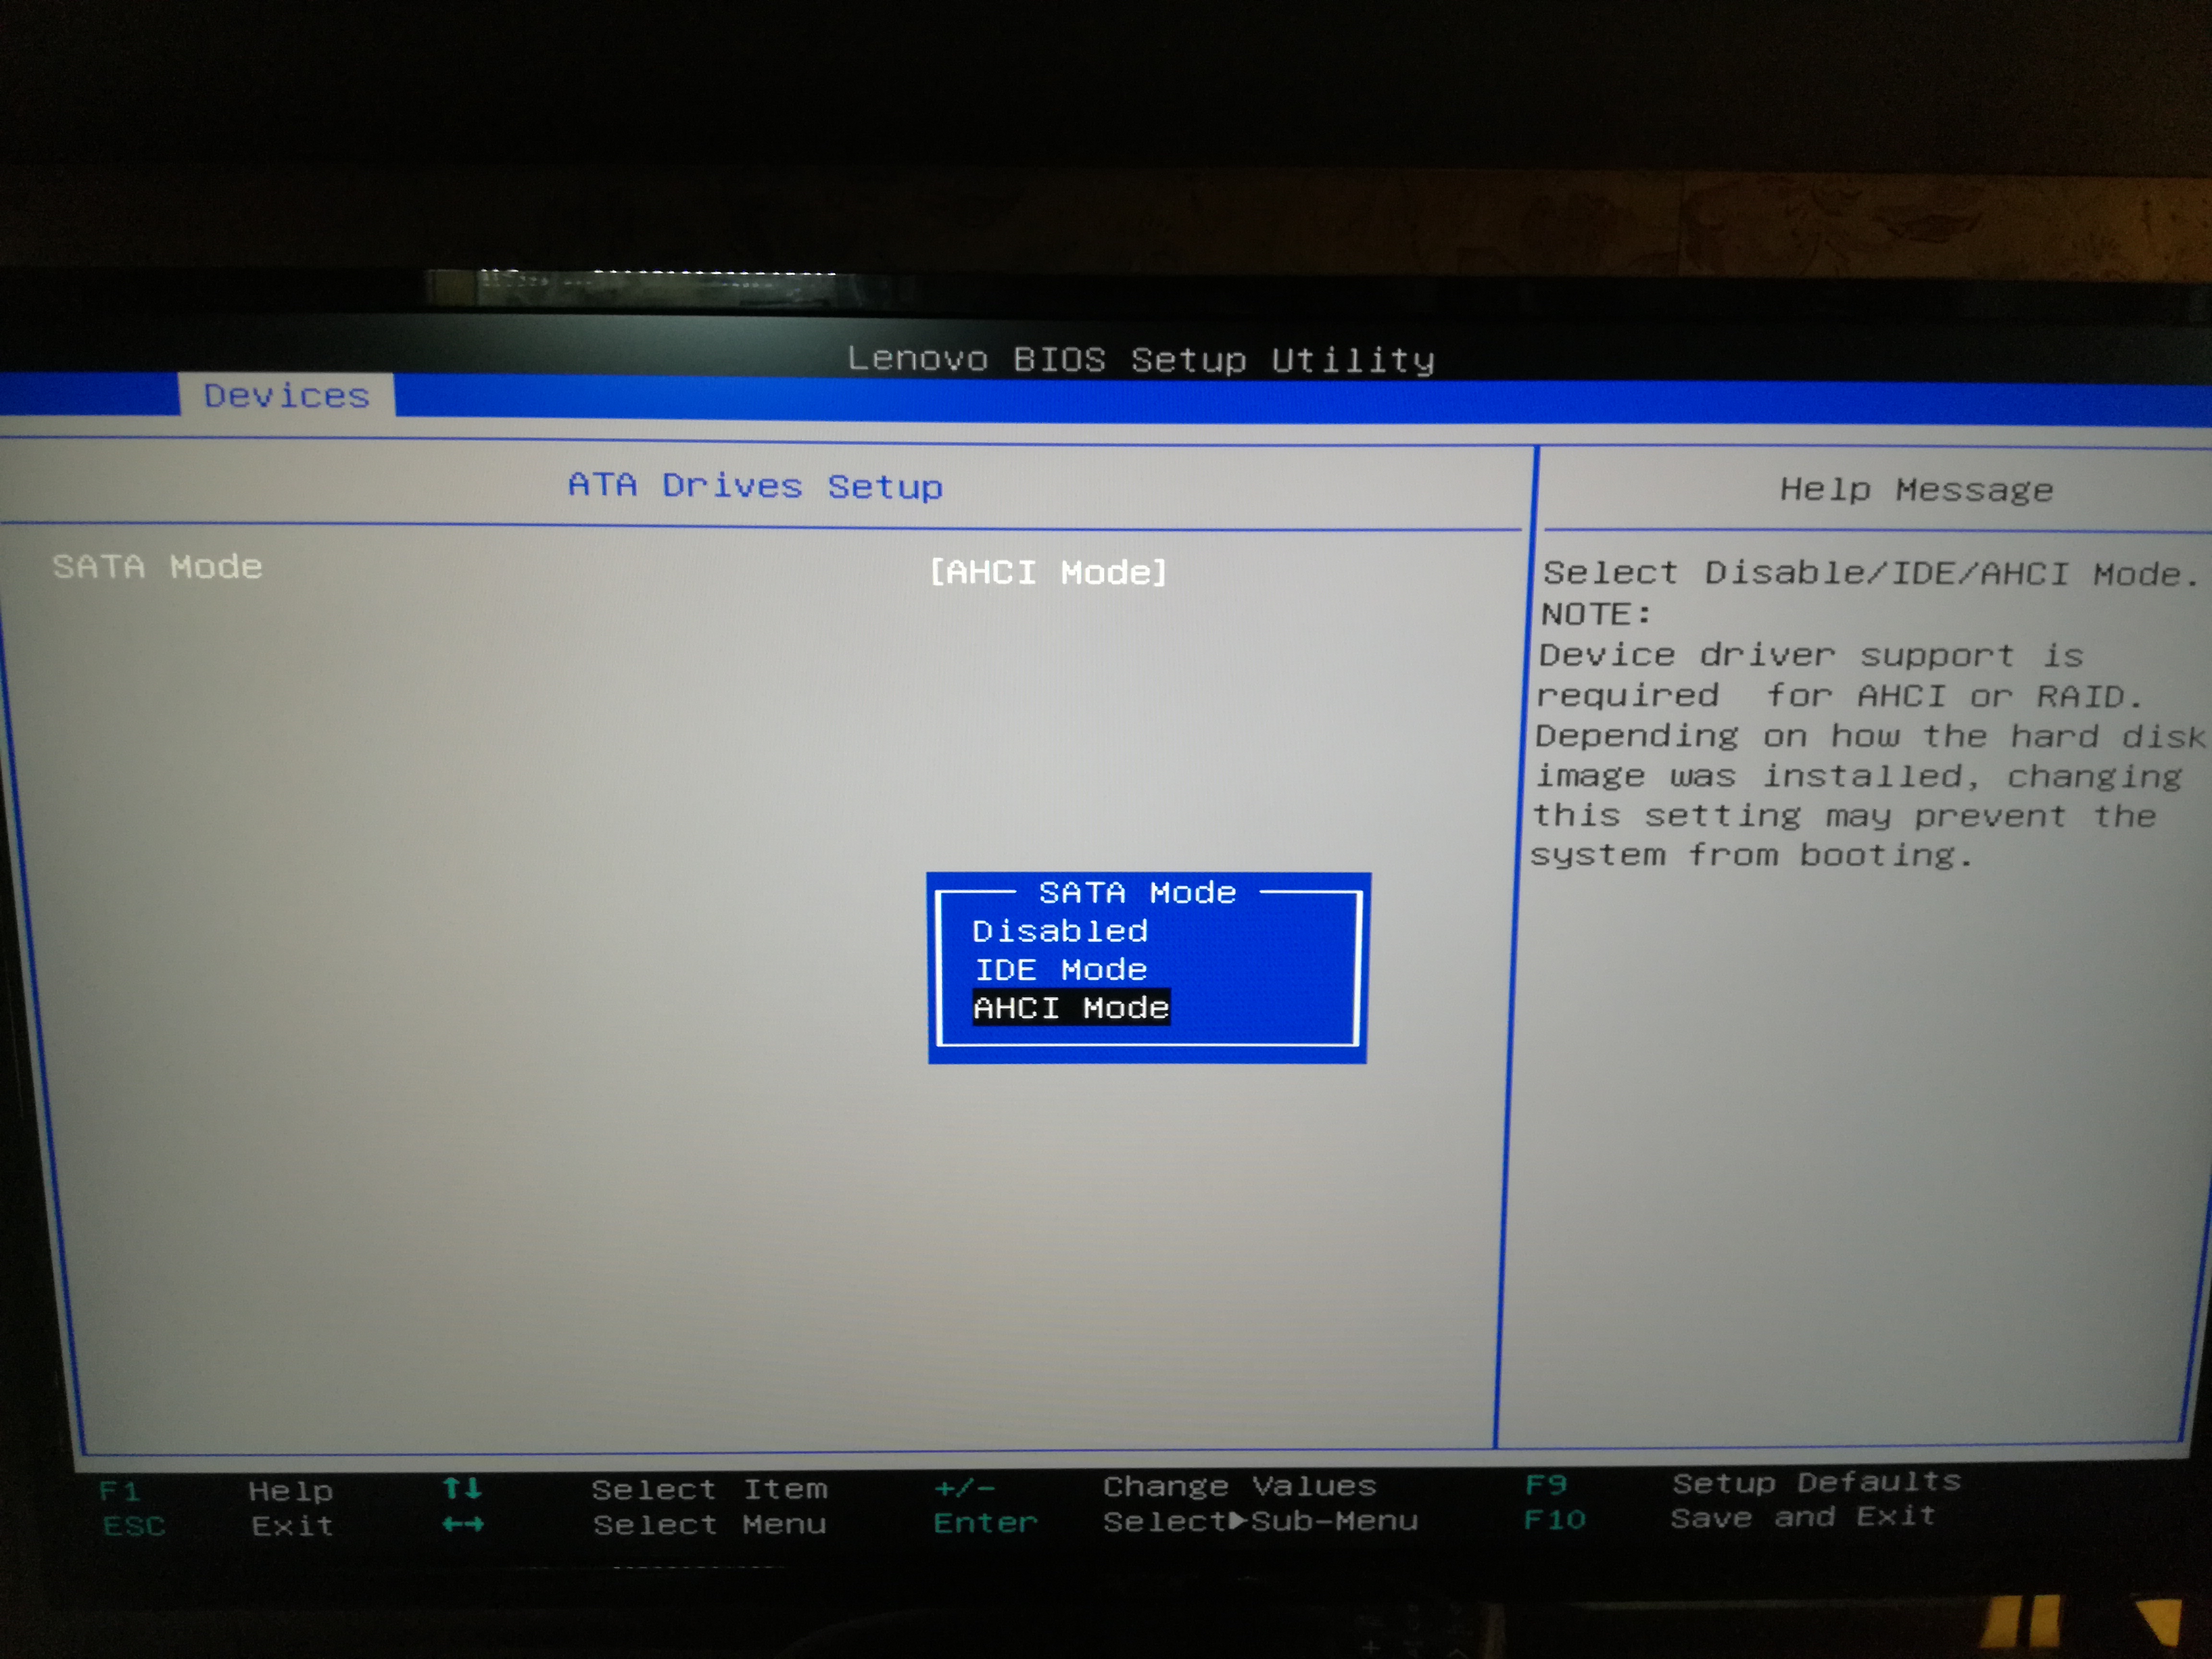 Lenovo BIOS Setup Utility
Devices
ATA Drives Setup
SATA Mode [AHCI Mode]
SATA Mode
Disabled
IDE Mode
AHCI Mode
Help Message
Select Disable/IDE/AHCI Mode.
NOTE:
Device driver support is
required  for AHCI or RAID.
Depending on how the hard disk
image was installed, changing
this setting may prevent the
system from booting.
F1 Help ↑↓ Select Item +/- Change Values F9 Setup Defaults
ESC Exit ←→ Select Menu Enter Select▶Sub-Menu F10 Save and Exit